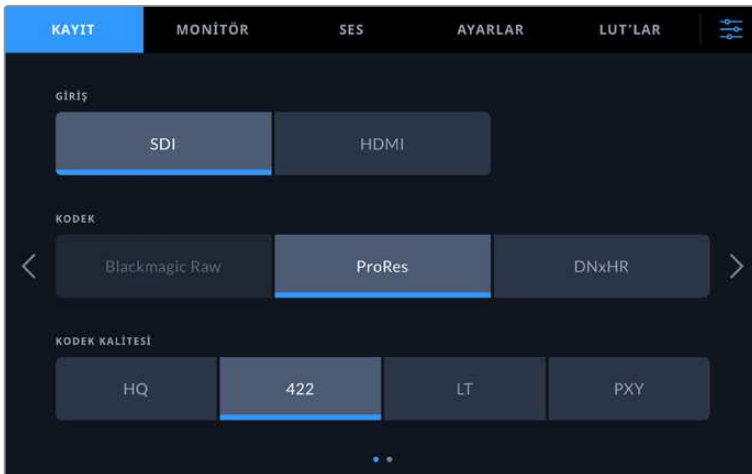 KAYIT MONİTÖR SES AYARLAR LUT'LAR
GİRİŞ
SDI HDMI
KODEK
Blackmagic Raw ProRes DNxHR
KODEK KALİTESİ
HQ 422 LT PXY